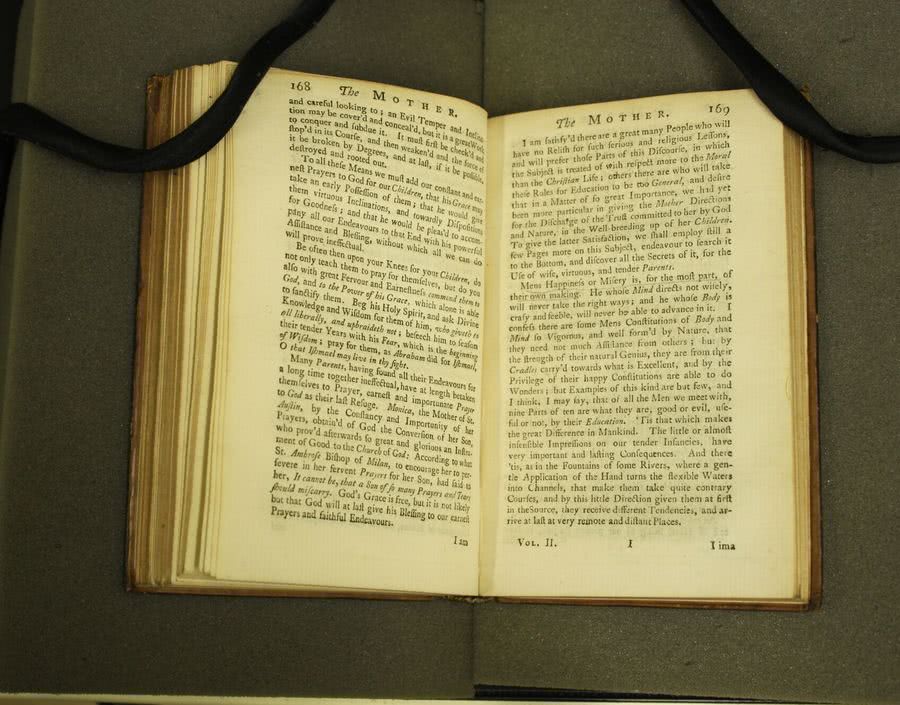 168 The MOTHER.
and careful looking to; an Evil Temper and Inclina-
tion may be cover'd and conceal'd, but it is a great Work
to conquer and ſubdue it. It muſt firſt be check'd and
ſtop'd in its Courſe, and then weaken'd and the force of
it be broken by Degrees, and at laſt, if it be poſſible,
deſtroyed and rooted out.
To all theſe Means we muſt add our conſtant and ear-
neſt Prayers to God for our Children, that his Grace may
take an early Poſſeſſion of them; that he would give
them virtuous Inclinations, and towardly Diſpoſitions
for Goodneſs; and that he would be pleas'd to accom-
pany all our Endeavours to that End with his powerful
Aſſiſtance and Bleſſing, without which all we can do
will prove ineffectual.
Be often then upon your Knees for your Children, do
not only teach them to pray for themſelves, but do you
alſo with great Fervour and Earneſtneſs commend them to
God, and to the Power of his Grace, which alone is able
to ſanctify them. Beg his Holy Spirit, and ask Divine
Knowledge and Wiſdom for them of him, who giveth to
all liberally, and upbraideth not; beſeech him to ſeaſon
their tender Years with his Fear, which is the beginning
of Wiſdom; pray for them, as Abraham did for Iſhmael,
O that Iſhmael may live in thy ſight.
Many Parents, having found all their Endeavours for
a long time together ineffectual, have at length betaken
themſelves to Prayer, earneſt and importunate Prayer
to God as their laſt Refuge. Monica, the Mother of St.
Auſtin, by the Conſtancy and Importunity of her
Prayers, obtain'd of God the Converſion of her Son,
who prov'd afterwards ſo great and glorious an Inſtru-
ment of Good to the Church of God: According to what
St. Ambroſe Biſhop of Milan, to encourage her to per-
ſevere in her fervent Prayers for her Son, had ſaid to
her, It cannot be, that a Son of ſo many Prayers and Tears
ſhould miſcarry. God's Grace is free, but it is not likely
but that God will at laſt give his Bleſſing to our earneſt
Prayers and faithful Endeavours.
I am
The MOTHER. 169
I am ſatisfy'd there are a great many People who will
have no Reliſh for ſuch ſerious and religious Leſſons,
and will prefer thoſe Parts of this Diſcourſe, in which
the Subject is treated of with reſpect more to the Moral
than the Chriſtian Life; others there are who will take
theſe Rules for Education to be too General, and deſire
that in a Matter of ſo great Importance, we had yet
been more particular in giving the Mother Directions
for the Diſcharge of the Truſt committed to her by God
and Nature, in the Well-breeding up of her Children.
To give the latter Satisfaction, we ſhall employ ſtill a
few Pages more on this Subject, endeavour to ſearch it
to the Bottom, and diſcover all the Secrets of it, for the
Uſe of wiſe, virtuous, and tender Parents.
Mens Happineſs or Miſery is, for the moſt part, of
their own making. He whoſe Mind directs not wiſely,
will never take the right ways; and he whoſe Body is
craſy and feeble, will never be able to advance in it. I
confeſs there are ſome Mens Conſtitutions of Body and
Mind ſo Vigorous, and well form'd by Nature, that
they need not much Aſſiſtance from others; but by
the ſtrength of their natural Genius, they are from their
Cradles carry'd towards what is Excellent, and by the
Privilege of their happy Conſtitutions are able to do
Wonders; but Examples of this kind are but few, and
I think, I may ſay, that of all the Men we meet with,
nine Parts of ten are what they are, good or evil, uſe-
ful or not, by their Education. 'Tis that which makes
the great Difference in Mankind. The little or almoſt
inſenſible Impreſſions on our tender Infancies, have
very important and laſting Conſequences. And there
'tis, as in the Fountains of ſome Rivers, where a gen-
tle Application of the Hand turns the flexible Waters
into Channels, that make them take quite contrary
Courſes, and by this little Direction given them at firſt
in the Source, they receive different Tendencies, and ar-
rive at laſt at very remote and diſtant Places.
VOL. II. I I ima